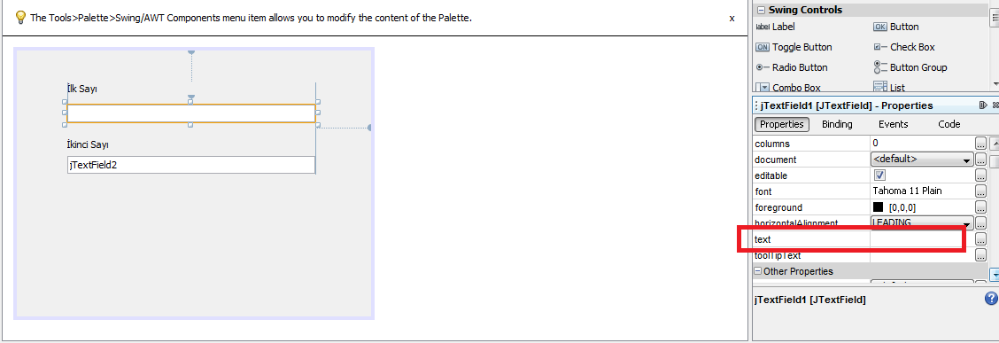 The Tools>Palette>Swing/AWT Components menu item allows you to modify the content of the Palette.
x
İlk Sayı
İkinci Sayı
jTextField2
Swing Controls
label Label
OK Button
ON Toggle Button
Check Box
Radio Button
Button Group
Combo Box
List
jTextField1 [JTextField] - Properties
Properties Binding Events Code
columns 0 ...
document <default> ...
editable ...
font Tahoma 11 Plain ...
foreground [0,0,0] ...
horizontalAlignment LEADING ...
text ...
toolTipText ...
Other Properties
jTextField1 [JTextField]
?